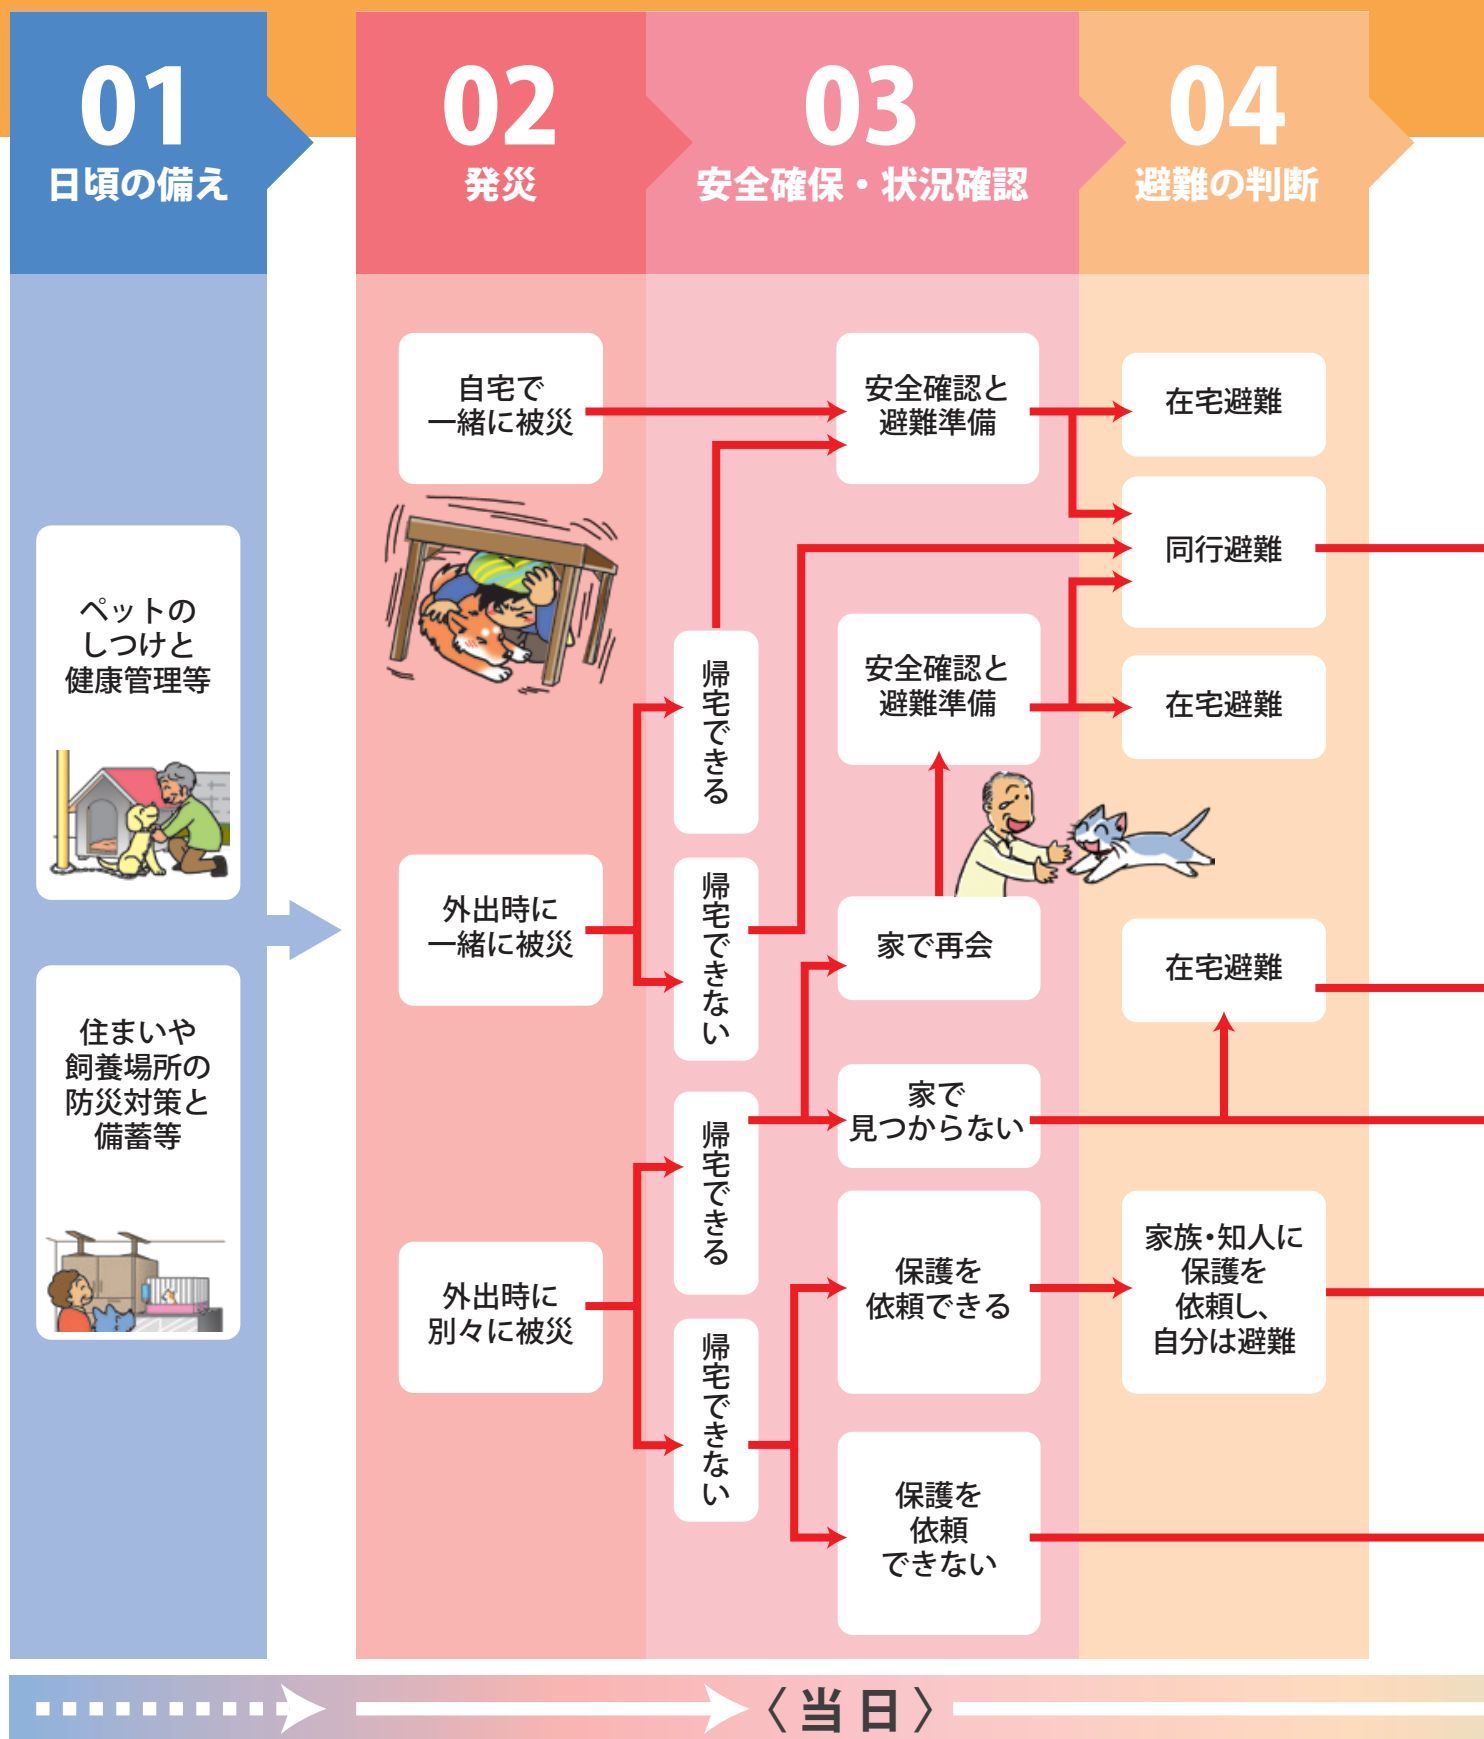 01
日頃の備え
02
発災
03
安全確保・状況確認
04
避難の判断
ペットの
しつけと
健康管理等
住まいや
飼養場所の
防災対策と
備蓄等
自宅で
一緒に被災
外出時に
一緒に被災
外出時に
別々に被災
帰宅できる
帰宅できない
帰宅できる
帰宅できない
安全確認と
避難準備
安全確認と
避難準備
家で再会
家で
見つからない
保護を
依頼できる
保護を
依頼
できない
在宅避難
同行避難
在宅避難
在宅避難
家族・知人に
保護を
依頼し、
自分は避難
〈当日〉